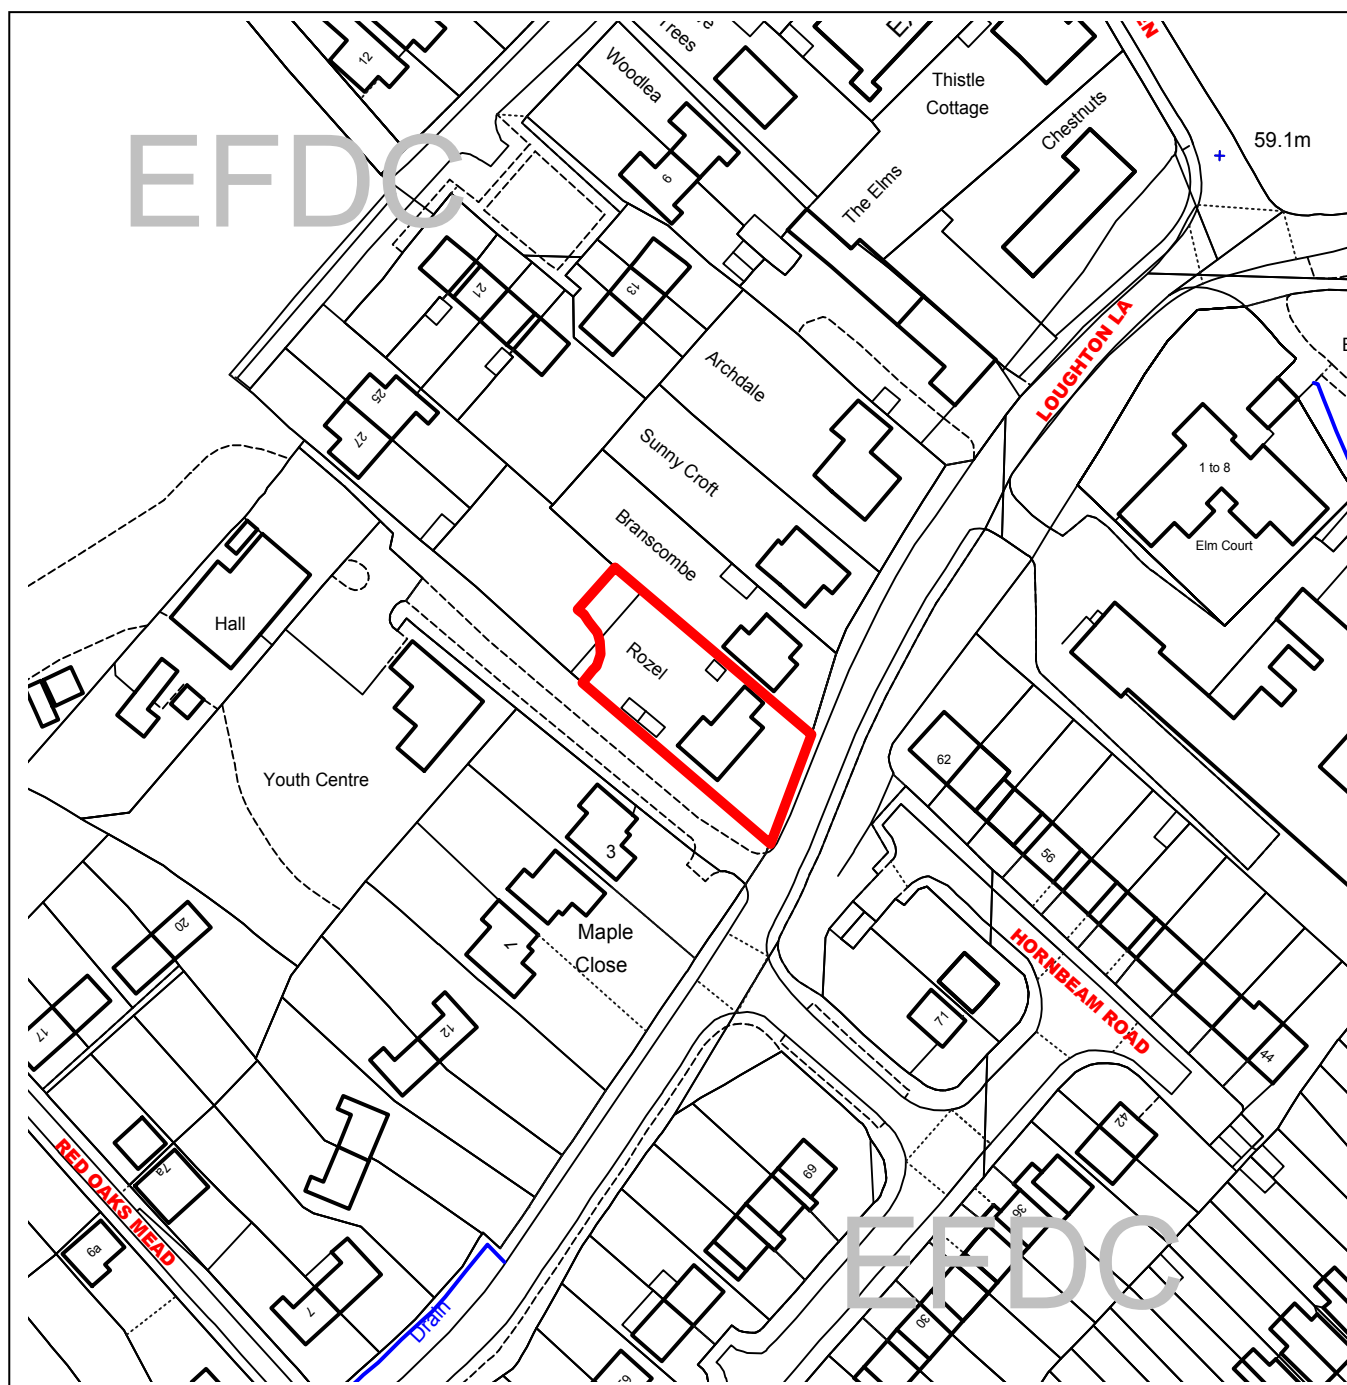 EFDC
12
Trees
Woodlea
Thistle
Cottage
Chestnuts
59.1m
9
The Elms
21
13
LOUGHTON LA
Archdale
25
27
Sunny Croft
1 to 8
Elm Court
Branscombe
Hall
Rozel
Youth Centre
62
56
3
Maple
Close
7
20
17
12
HORNBEAM ROAD
71
44
42
RED OAKS MEAD
7a
69
36
EFDC
6a
7
Drain
30